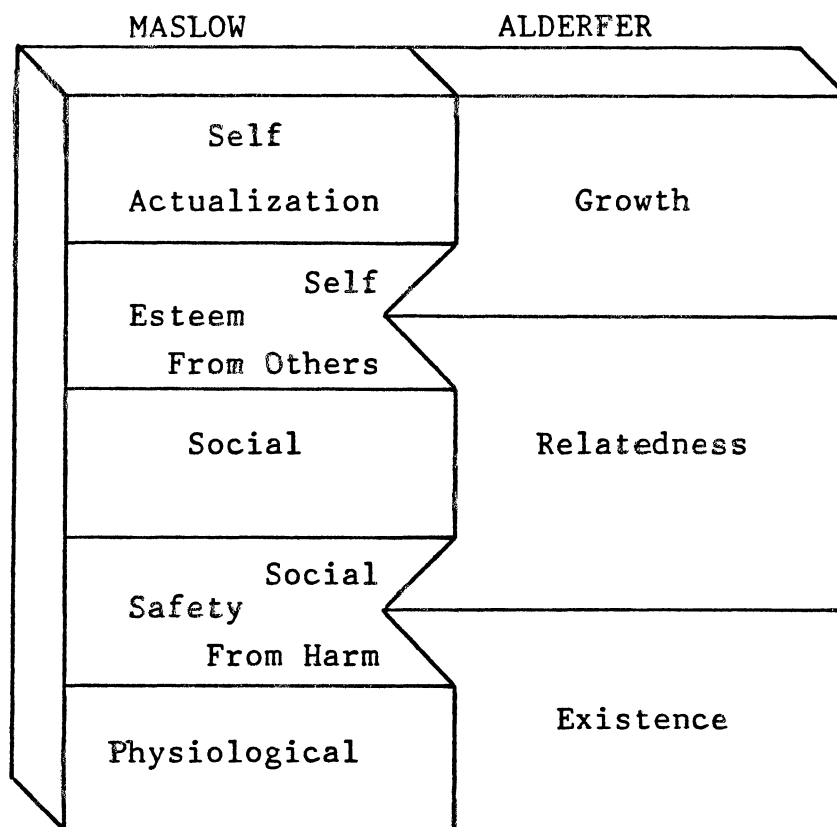 MASLOW ALDERFER
Self
Actualization
Growth
Self
Esteem
From Others
Social
Relatedness
Social
Safety
From Harm
Existence
Physiological